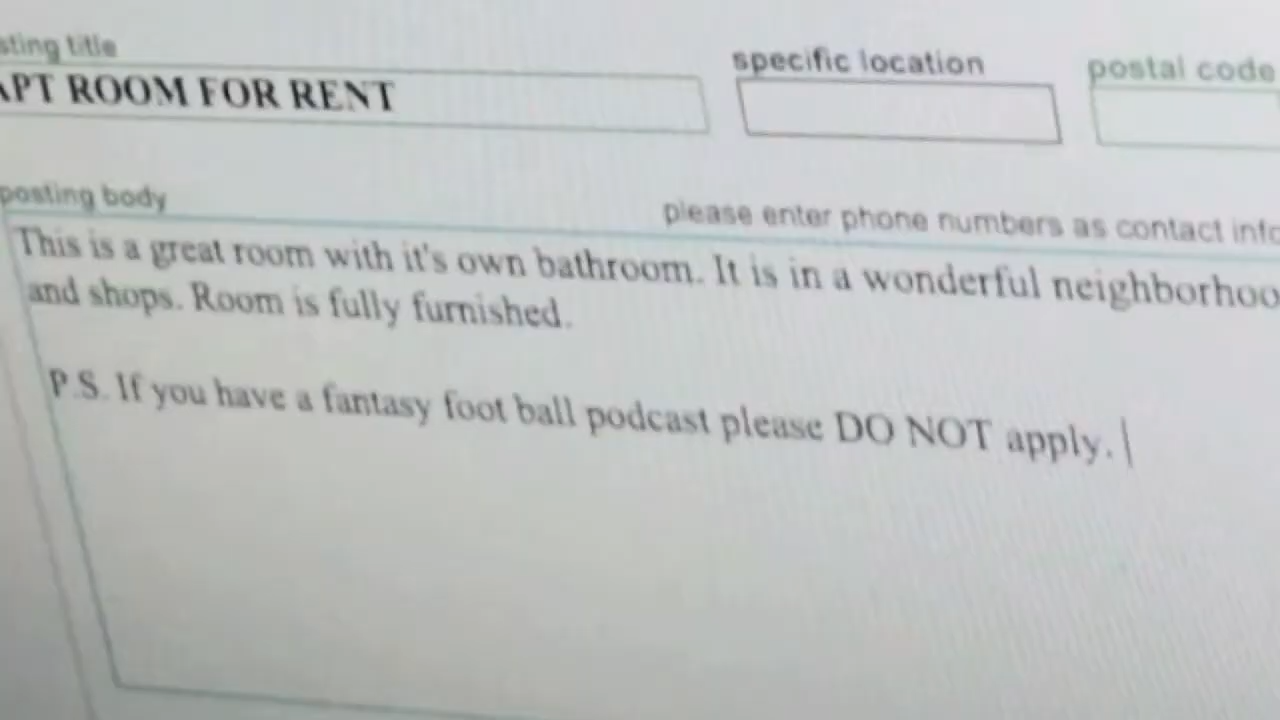 sting title
APT ROOM FOR RENT
specific location
postal code
posting body
please enter phone numbers as contact info
This is a great room with it's own bathroom. It is in a wonderful neighborhoo
and shops. Room is fully furnished.
P.S. If you have a fantasy foot ball podcast please DO NOT apply.